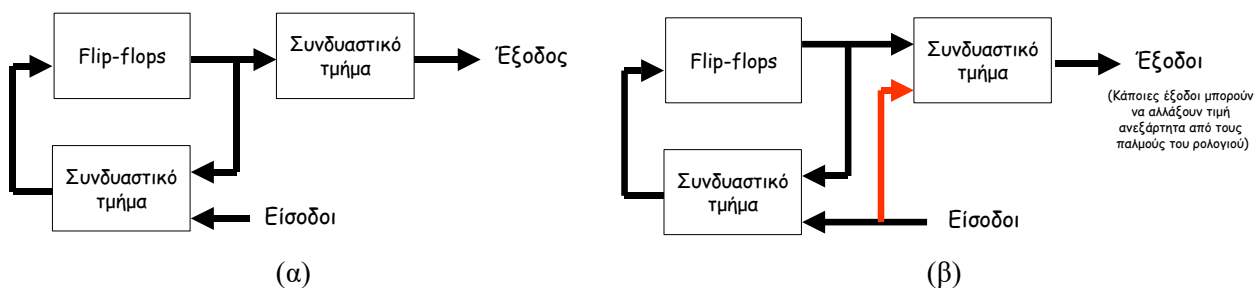 Flip-flops
Συνδυαστικό
τμήμα
Έξοδος
Συνδυαστικό
τμήμα
Είσοδοι
(α)
Flip-flops
Συνδυαστικό
τμήμα
Έξοδοι
(Κάποιες έξοδοι μπορούν
να αλλάξουν τιμή
ανεξάρτητα από τους
παλμούς του ρολογιού)
Συνδυαστικό
τμήμα
Είσοδοι
(β)